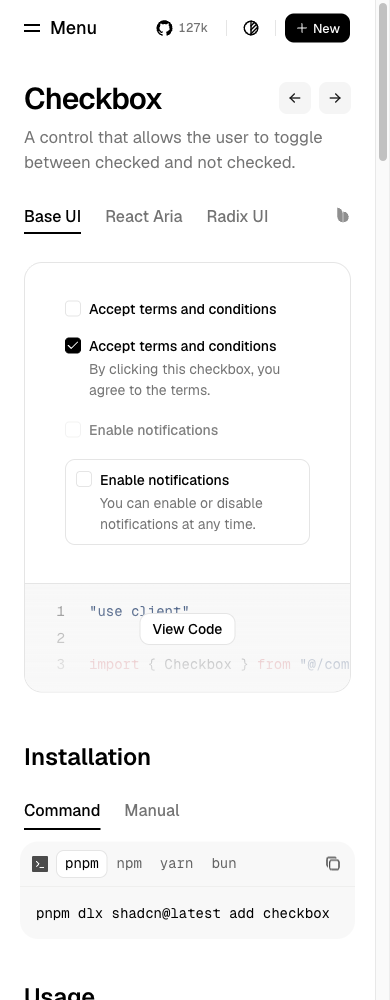 Menu
127k
New
Checkbox
A control that allows the user to toggle
between checked and not checked.
Base UI
React Aria
Radix UI
Accept terms and conditions
Accept terms and conditions
By clicking this checkbox, you
agree to the terms.
Enable notifications
Enable notifications
You can enable or disable
notifications at any time.
1 "use client"
2
View Code
3 import { Checkbox } from "@/com
Installation
Command
Manual
pnpm
npm
yarn
bun
pnpm dlx shadcn@latest add checkbox
Usage